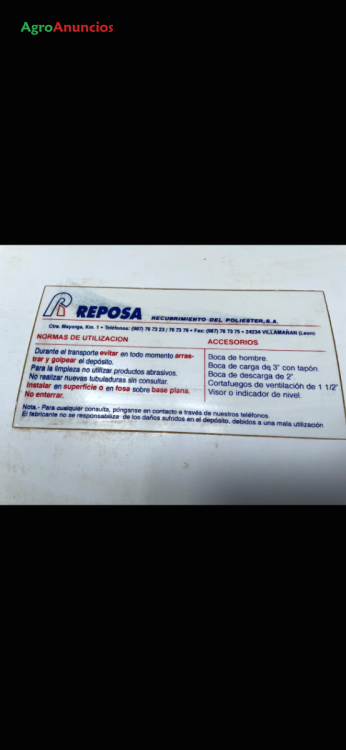 AgroAnuncios
REPOSA RECUBRIMIENTO DEL POLIESTER, S.A.
Ctra. Mayorga, Km. 1 • Teléfonos: (987) 76 73 23 / 76 73 76 • Fax: (987) 76 73 75 • 24234 VILLAMAÑAN (Leon)
NORMAS DE UTILIZACION
Durante el transporte evitar en todo momento arras-
trar y golpear el depósito.
Para la limpieza no utilizar productos abrasivos.
No realizar nuevas tubuladuras sin consultar.
Instalar en superficie o en fosa sobre base plana.
No enterrar.
ACCESORIOS
Boca de hombre.
Boca de carga de 3" con tapón.
Boca de descarga de 2"
Cortafuegos de ventilación de 1 1/2"
Visor o indicador de nivel.
Nota.- Para cualquier consulta, pónganse en contacto a través de nuestros teléfonos.
El fabricante no se responsabiliza de los daños sufridos en el depósito, debidos a una mala utilización